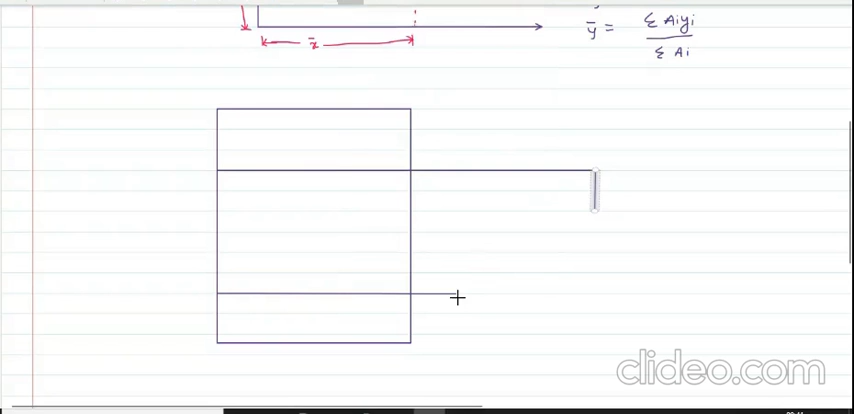 x̄
ȳ = Σ Aiyi
Σ Ai
clideo.com